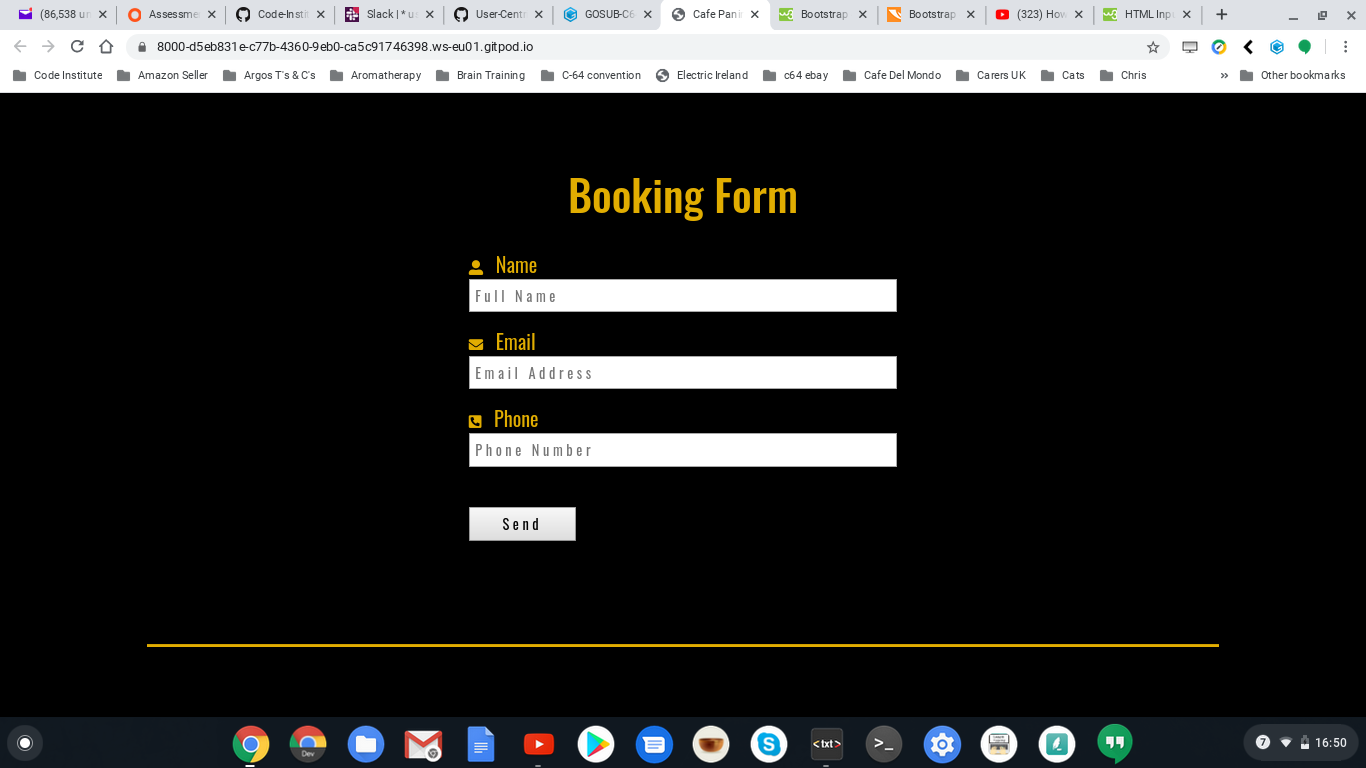 (86,538 un
Assessme
Code-Instit
Slack | * us
User-Centr
GOSUB-C6
Cafe Pani
Bootstrap
Bootstrap
(323) How
HTML Inpu
8000-d5eb831e-c77b-4360-9eb0-ca5c91746398.ws-eu01.gitpod.io
Code Institute
Amazon Seller
Argos T's & C's
Aromatherapy
Brain Training
C-64 convention
Electric Ireland
c64 ebay
Cafe Del Mondo
Carers UK
Cats
Chris
»
Other bookmarks
Booking Form
Name
Full Name
Email
Email Address
Phone
Phone Number
Send
Dev
<txt>
>_
7
16:50